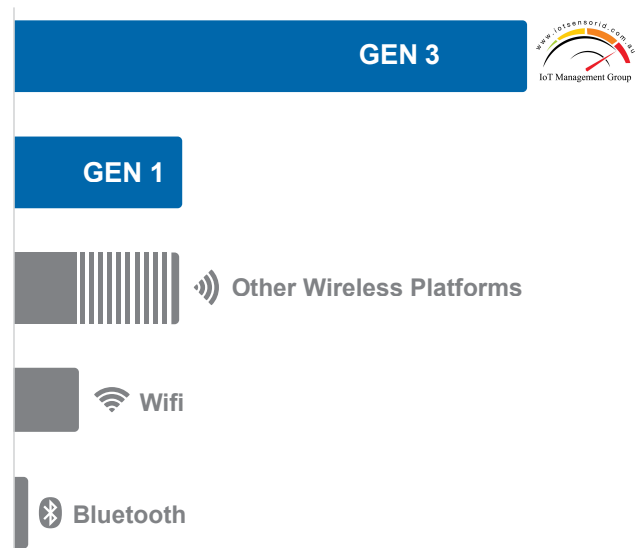 GEN 3
www.iotsensorid.com.au
IoT Management Group
GEN 1
Other Wireless Platforms
Wifi
Bluetooth